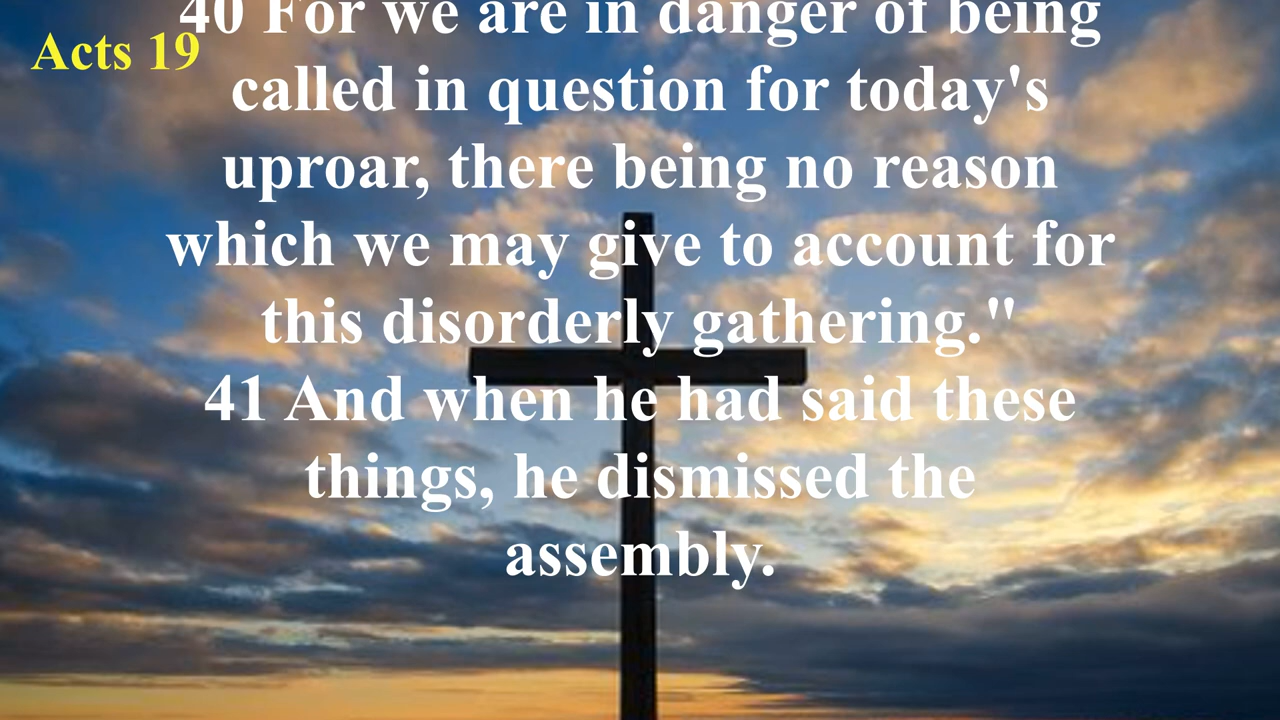 40 For we are in danger of being
Acts 19
called in question for today's
uproar, there being no reason
which we may give to account for
this disorderly gathering."
41 And when he had said these
things, he dismissed the
assembly.